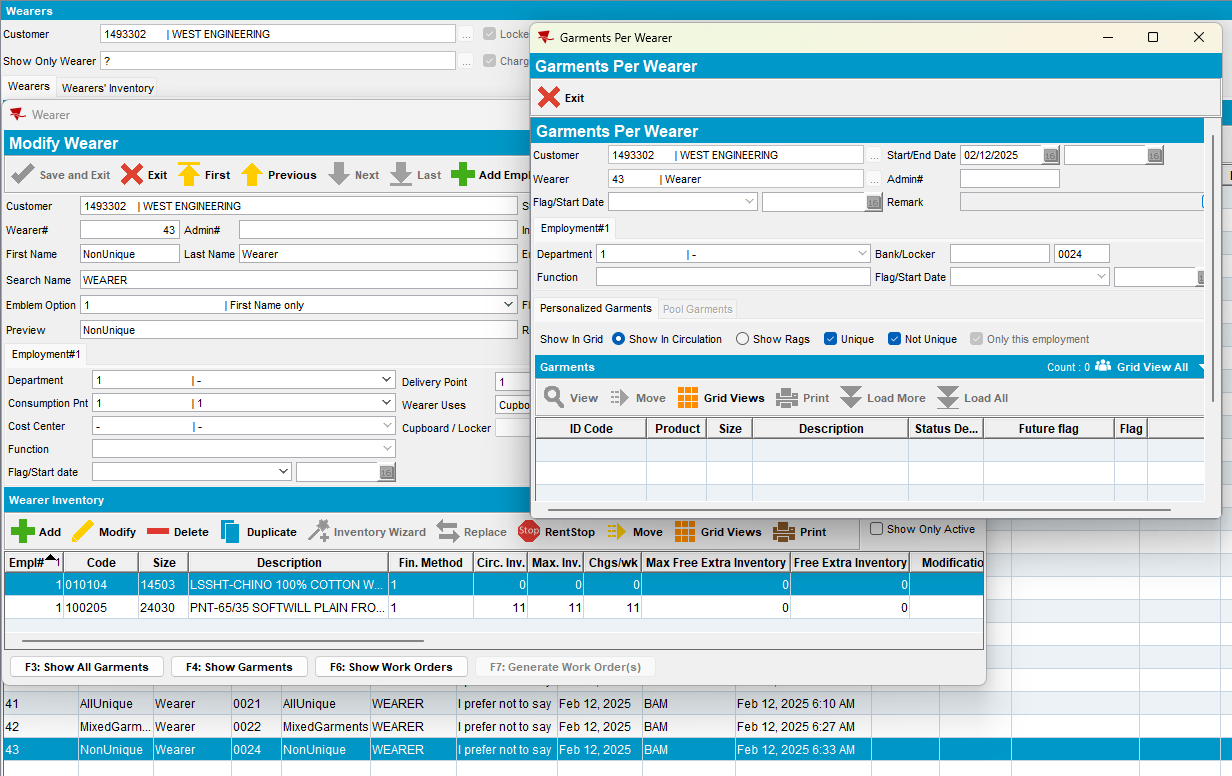 Wearers
Customer 1493302 | WEST ENGINEERING ... Locke
Show Only Wearer ? ... Charg
Wearers Wearers' Inventory
Wearer
Modify Wearer
Save and Exit Exit First Previous Next Last Add Empl
Customer 1493302 | WEST ENGINEERING
Wearer# 43 Admin#
First Name NonUnique Last Name Wearer
Search Name WEARER
Emblem Option 1 | First Name only
Preview NonUnique
Employment#1
Department 1 | - Delivery Point 1
Consumption Pnt 1 | 1 Wearer Uses Cupbo
Cost Center - | - Cupboard / Locker
Function
Flag/Start date 16
Wearer Inventory
Add Modify Delete Duplicate Inventory Wizard Replace Stop RentStop Move Grid Views Print Show Only Active
Empl# 1 Code Size Description Fin. Method Circ. Inv. Max. Inv. Chgs/wk Max Free Extra Inventory Free Extra Inventory Modificatio
1 010104 14503 LSSHT-CHINO 100% COTTON W... 1 0 0 0 0 0
1 100205 24030 PNT-65/35 SOFTWILL PLAIN FRO... 1 11 11 11 0 0
F3: Show All Garments F4: Show Garments F6: Show Work Orders F7: Generate Work Order(s)
41 AllUnique Wearer 0021 AllUnique WEARER I prefer not to say Feb 12, 2025 BAM Feb 12, 2025 6:10 AM
42 MixedGarm... Wearer 0022 MixedGarments WEARER I prefer not to say Feb 12, 2025 BAM Feb 12, 2025 6:27 AM
43 NonUnique Wearer 0024 NonUnique WEARER I prefer not to say Feb 12, 2025 BAM Feb 12, 2025 6:33 AM
Garments Per Wearer
Garments Per Wearer
Exit
Garments Per Wearer
Customer 1493302 | WEST ENGINEERING ... Start/End Date 02/12/2025 16 16
Wearer 43 | Wearer ... Admin#
Flag/Start Date 16 Remark
Employment#1
Department 1 | - Bank/Locker 0024
Function Flag/Start Date
Personalized Garments Pool Garments
Show In Grid Show In Circulation Show Rags Unique Not Unique Only this employment
Garments Count : 0 Grid View All
View Move Grid Views Print Load More Load All
ID Code Product Size Description Status De... Future flag Flag